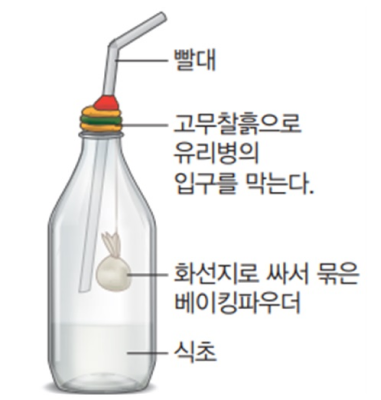 빨대
고무찰흙으로
유리병의
입구를 막는다.
화선지로 싸서 묶은
베이킹파우더
식초